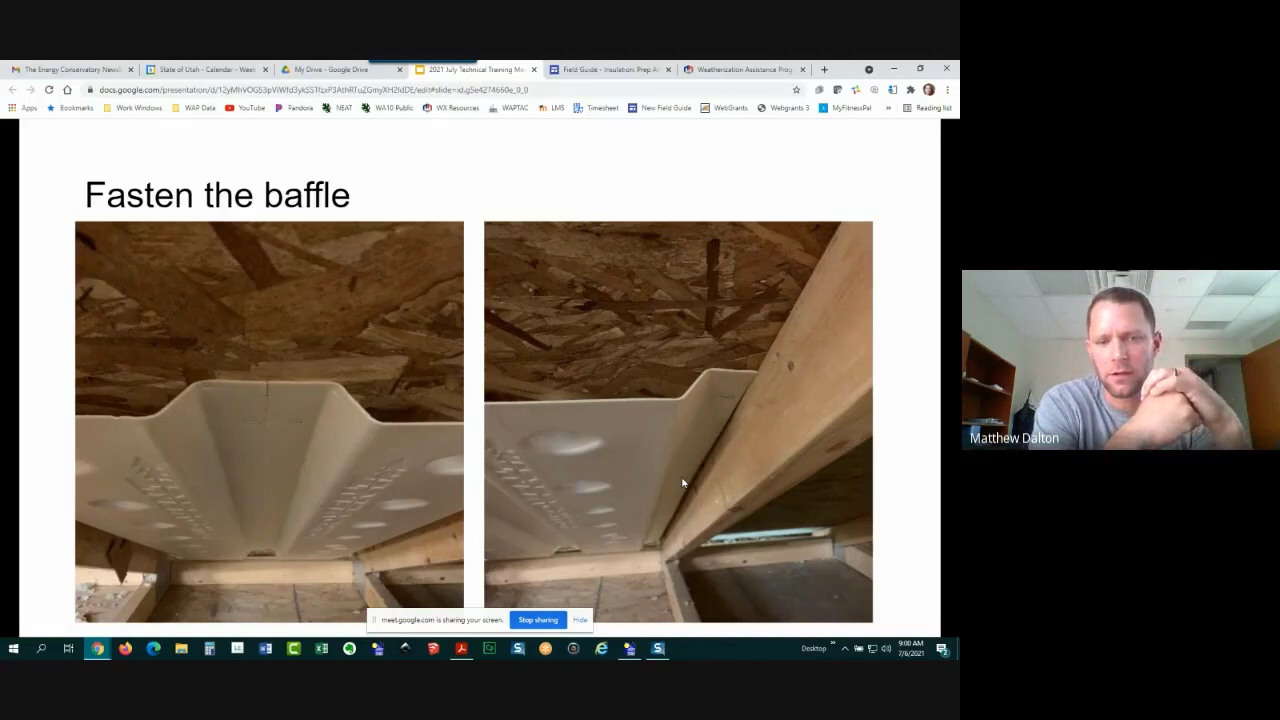 The Energy Conservatory Newsl
State of Utah - Calendar - Week
My Drive - Google Drive
2021 July Technical Training Me
Field Guide - Insulation: Prep At
Weatherization Assistance Prog
Apps
Bookmarks
Work Windows
WAP Data
YouTube
Pandora
NEAT
WA10 Public
WX Resources
WAPTAC
LMS
Timesheet
New Field Guide
WebGrants
Webgrants 3
MyFitnessPal
Reading list
Fasten the baffle
Matthew Dalton
meet.google.com is sharing your screen.
Stop sharing
Hide
Desktop
9:00 AM
7/6/2021